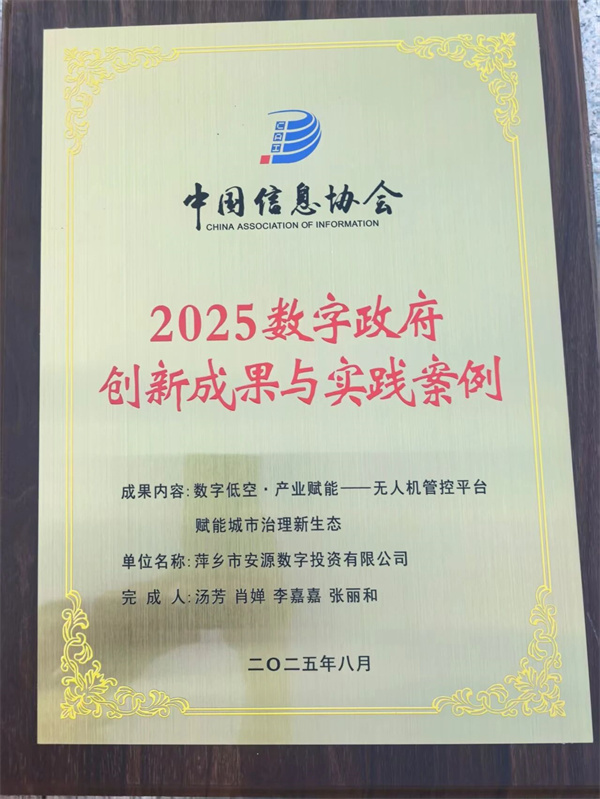 CAI
中国信息协会
CHINA ASSOCIATION OF INFORMATION
2025数字政府
创新成果与实践案例
成果内容:数字低空·产业赋能——无人机管控平台
赋能城市治理新生态
单位名称:萍乡市安源数字投资有限公司
完成人:汤芳 肖婵 李嘉嘉 张丽和
二〇二五年八月